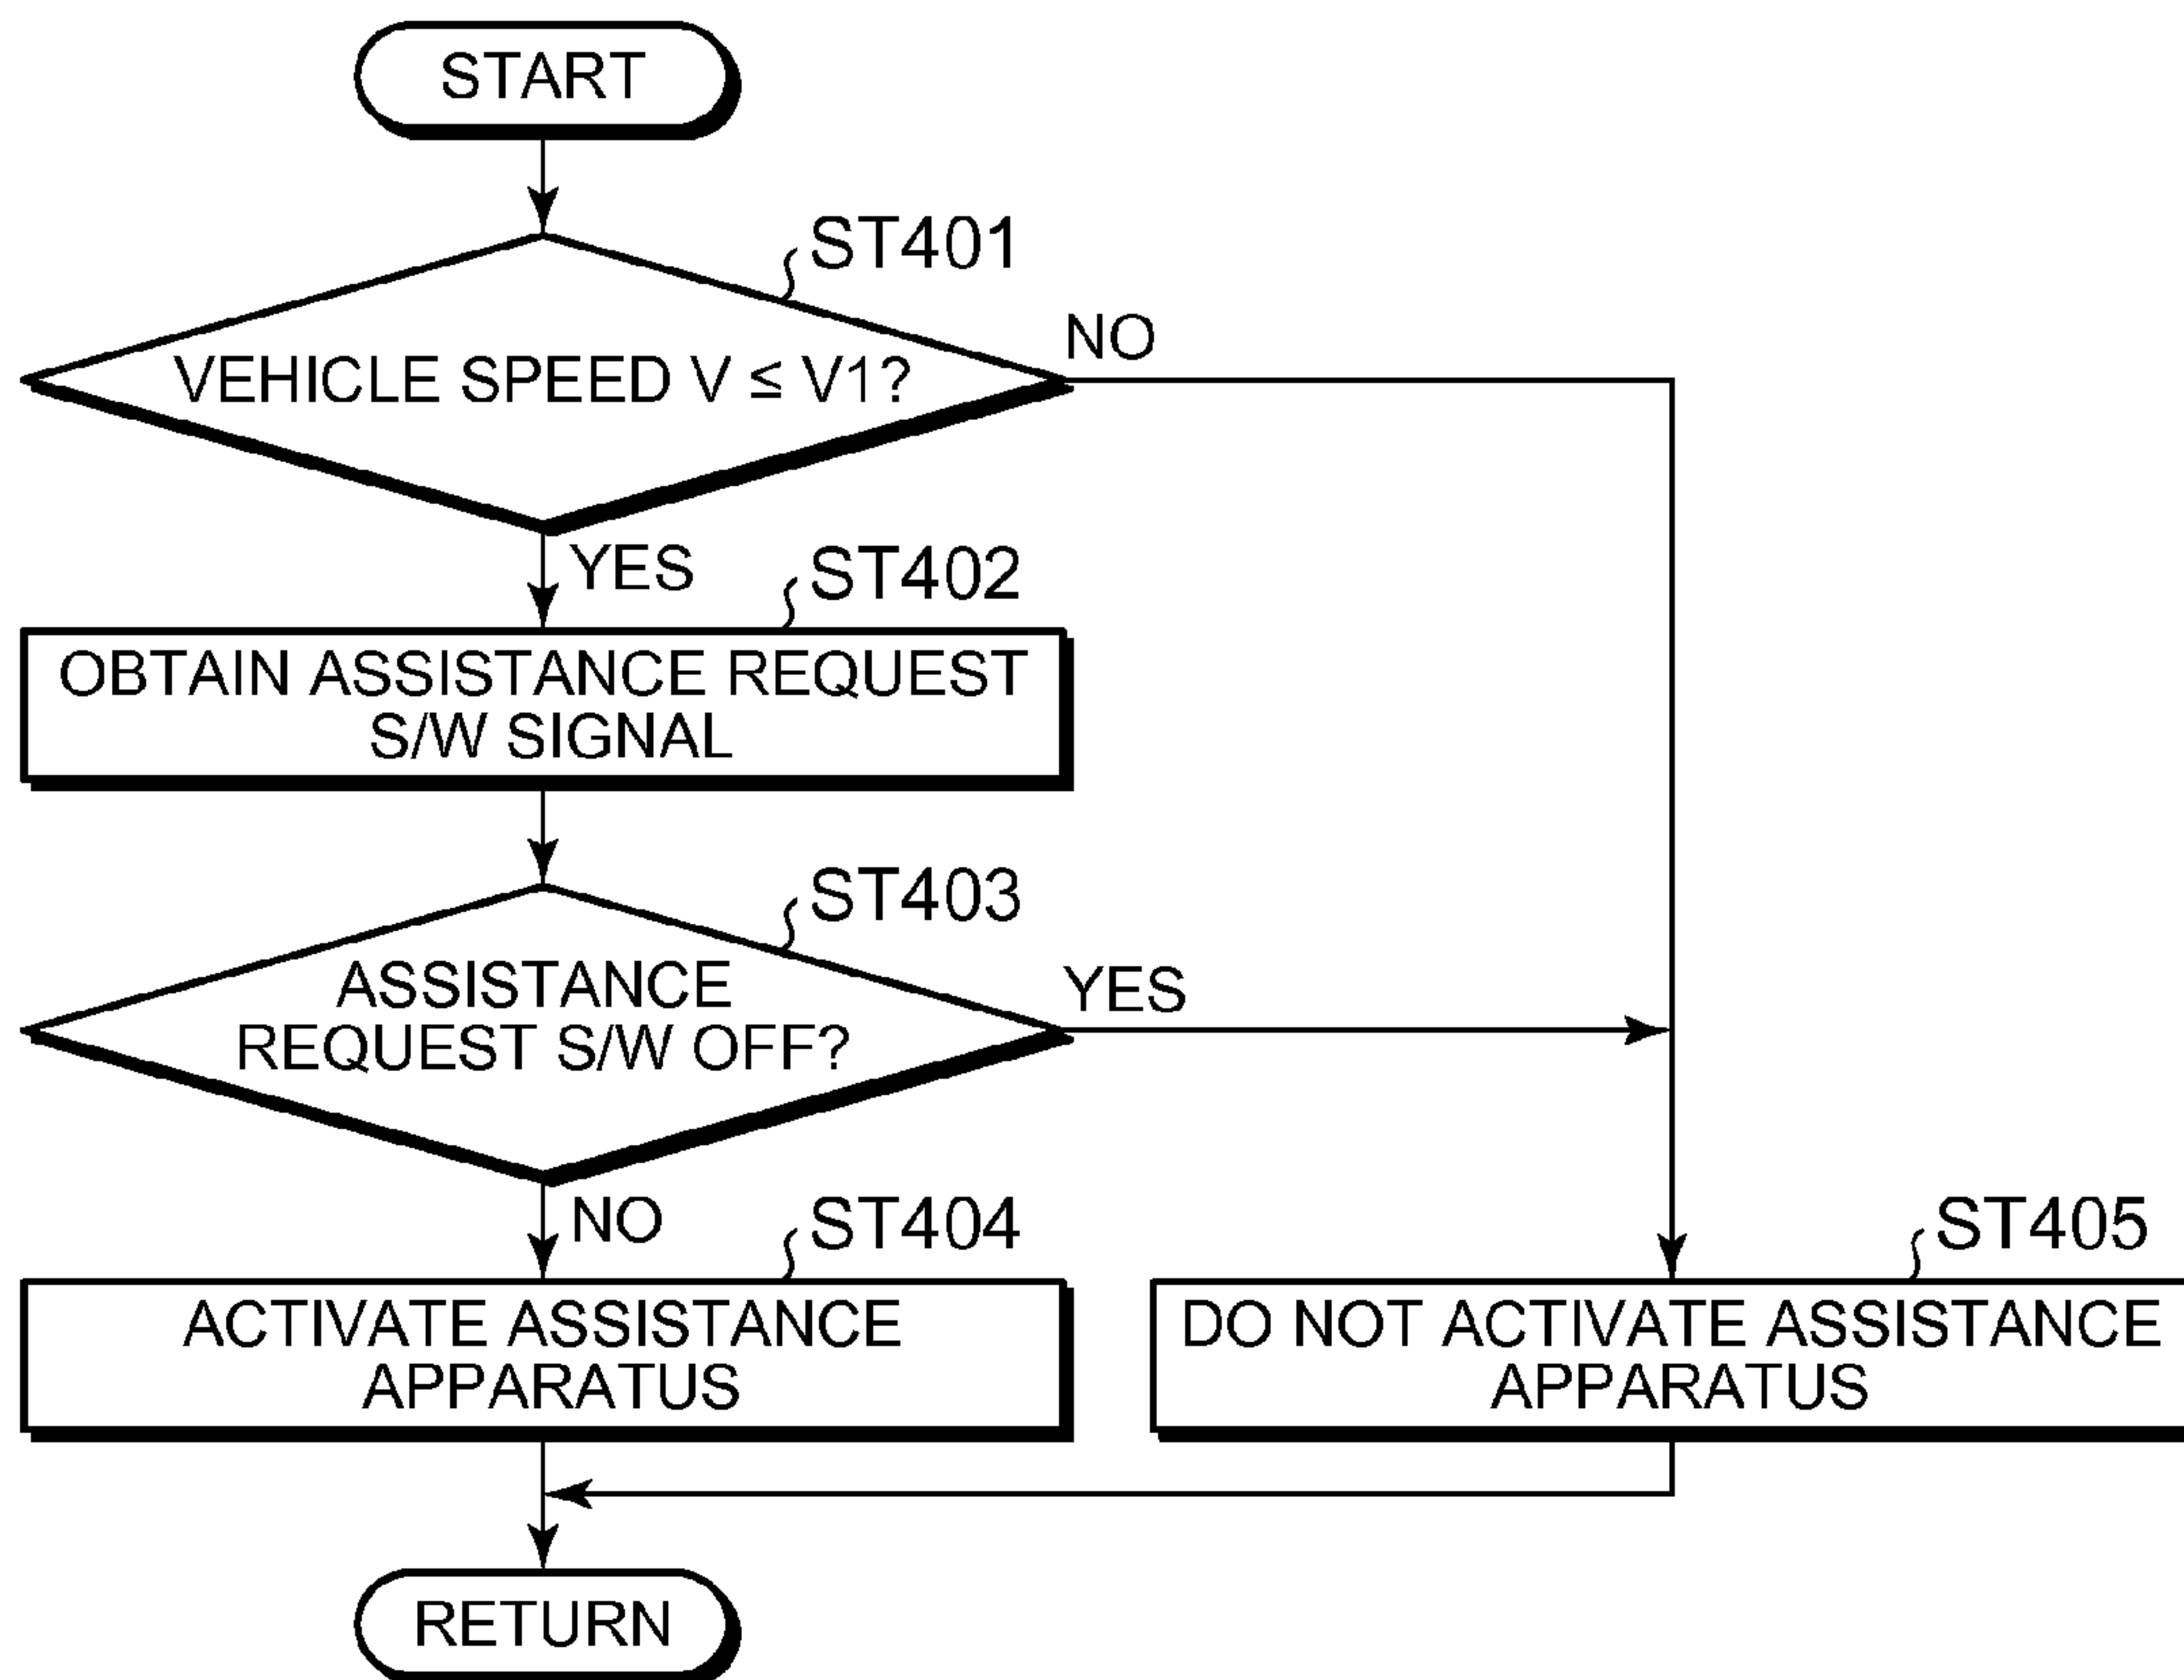 START
ST401
VEHICLE SPEED V ≤ V1?
NO
YES
ST402
OBTAIN ASSISTANCE REQUEST
S/W SIGNAL
ST403
ASSISTANCE
REQUEST S/W OFF?
YES
NO
ST404
ACTIVATE ASSISTANCE
APPARATUS
ST405
DO NOT ACTIVATE ASSISTANCE
APPARATUS
RETURN